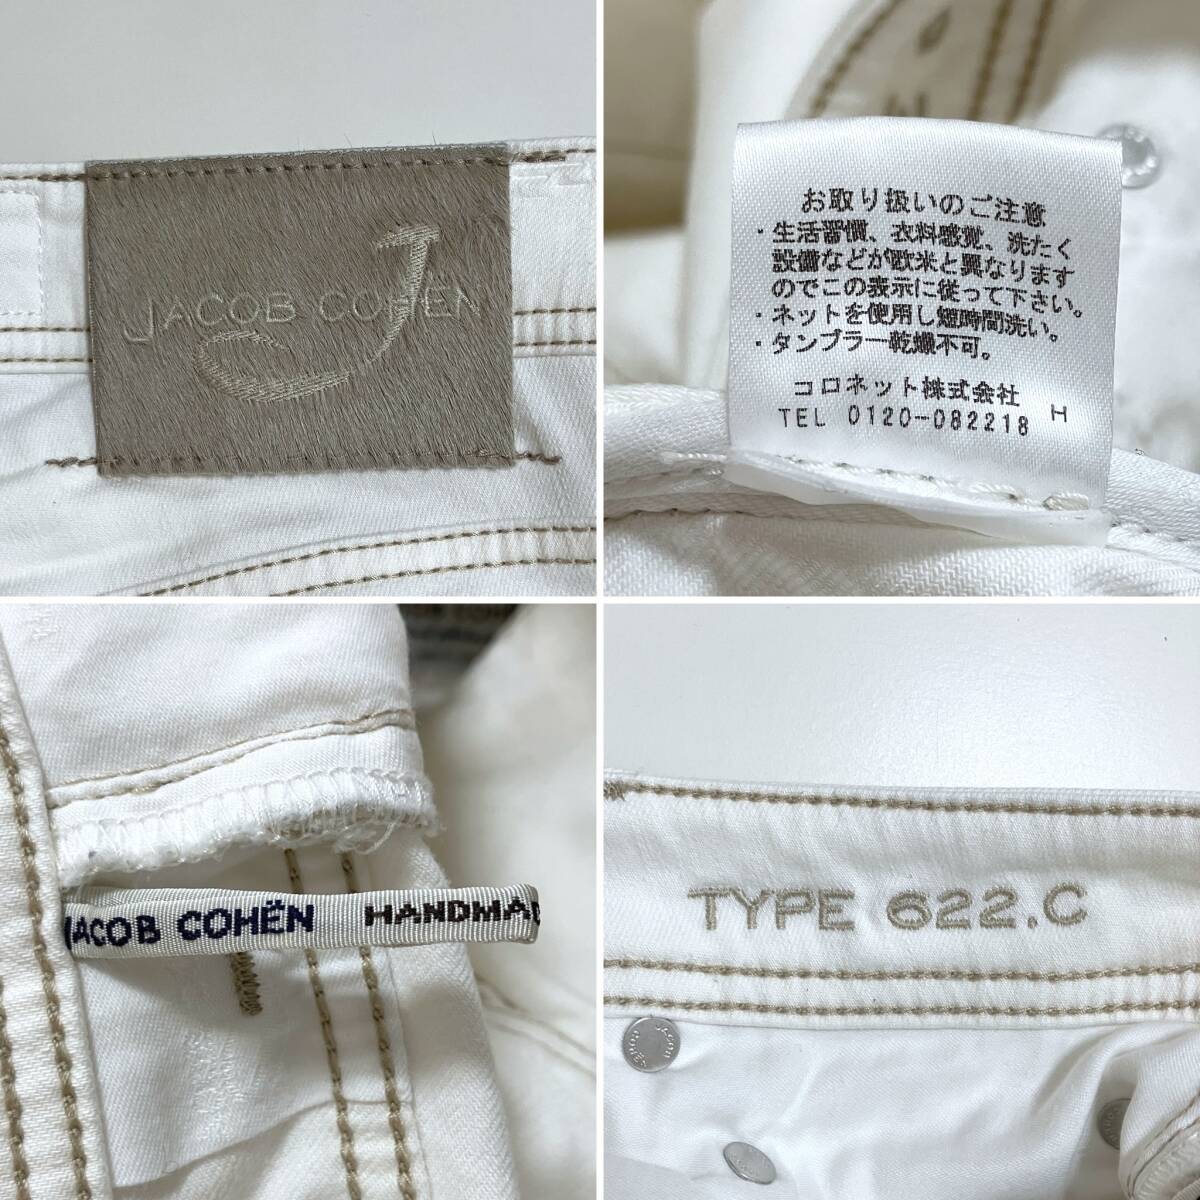 JACOB COHEN
J
お取り扱いのご注意
・生活習慣、衣料感覚、洗たく
設備などが欧米と異なります
のでこの表示に従って下さい。
・ネットを使用し短時間洗い。
・タンブラー乾燥不可。
コロネット株式会社
TEL 0120-082218 H
JACOB COHËN HANDMAD
TYPE 622.C
JACOB COHËN